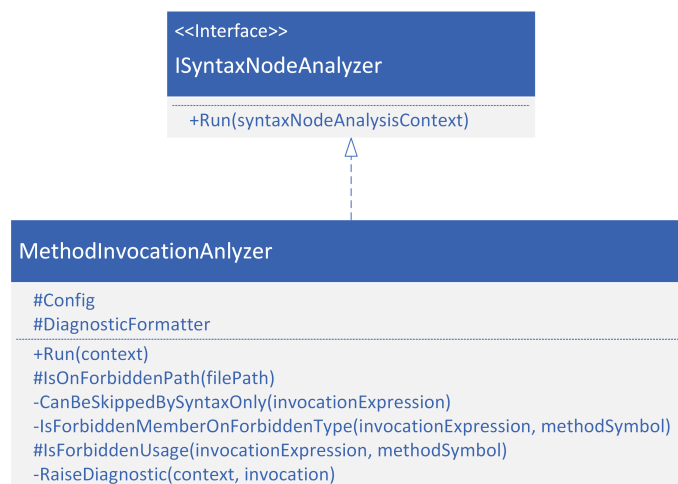 <<Interface>>
ISyntaxNodeAnalyzer
+Run(syntaxNodeAnalysisContext)
MethodInvocationAnlyzer
#Config
#DiagnosticFormatter
+Run(context)
#IsOnForbiddenPath(filePath)
-CanBeSkippedBySyntaxOnly(invocationExpression)
-IsForbiddenMemberOnForbiddenType(invocationExpression, methodSymbol)
#IsForbiddenUsage(invocationExpression, methodSymbol)
-RaiseDiagnostic(context, invocation)